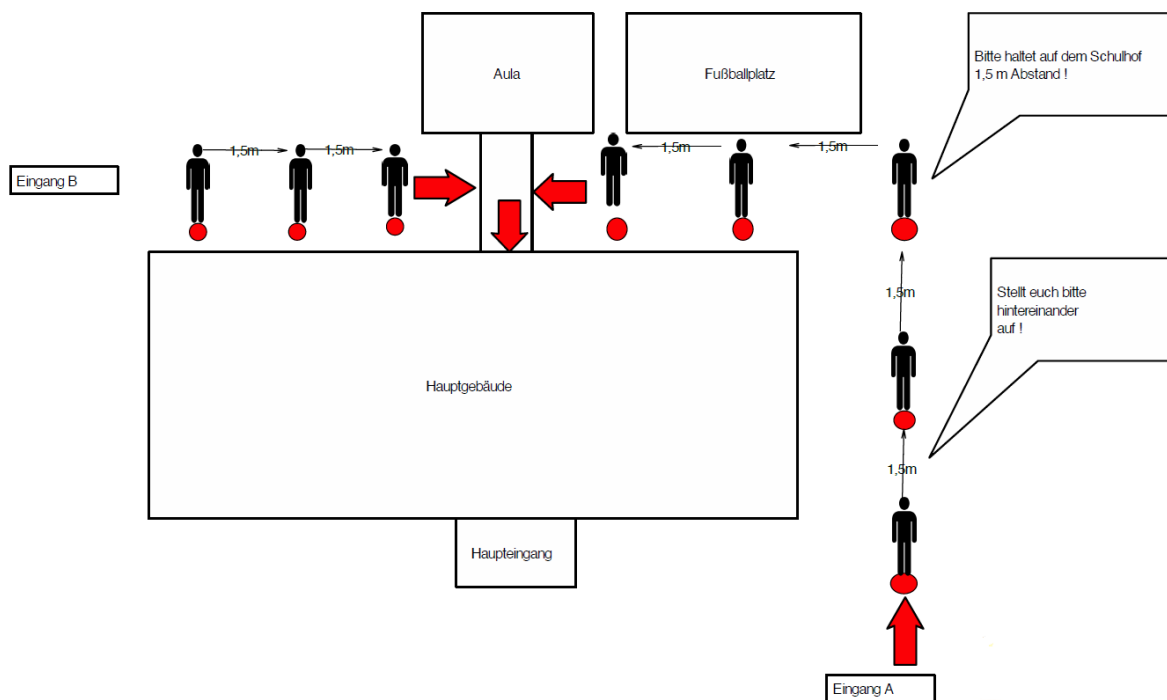 Aula
Fußballplatz
Bitte haltet auf dem Schulhof
1,5 m Abstand !
1,5m
1,5m
1,5m
1,5m
Eingang B
1,5m
Stellt euch bitte
hintereinander
auf !
Hauptgebäude
1,5m
Haupteingang
Eingang A